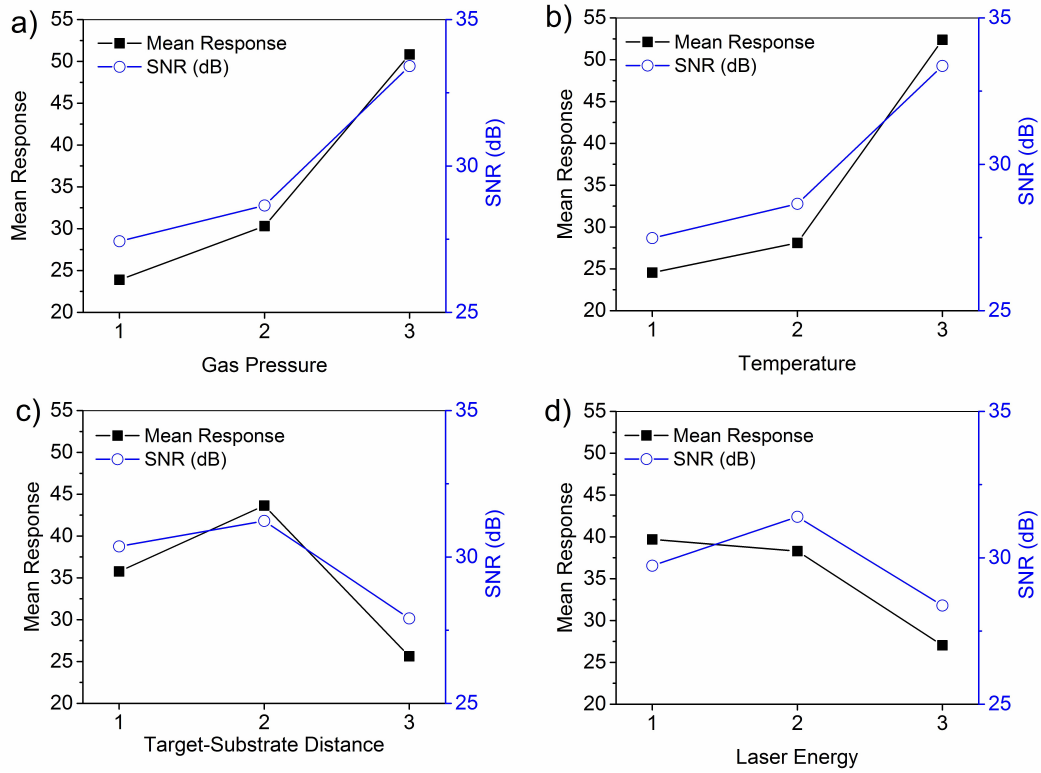 a)
Mean Response
SNR (dB)
55
50
45
40
35
30
25
20
35
30
25
1 2 3
Mean Response
SNR (dB)
Gas Pressure
b)
Mean Response
SNR (dB)
55
50
45
40
35
30
25
20
35
30
25
1 2 3
Mean Response
SNR (dB)
Temperature
c)
Mean Response
SNR (dB)
55
50
45
40
35
30
25
20
35
30
25
1 2 3
Mean Response
SNR (dB)
Target-Substrate Distance
d)
Mean Response
SNR (dB)
55
50
45
40
35
30
25
20
35
30
25
1 2 3
Mean Response
SNR (dB)
Laser Energy